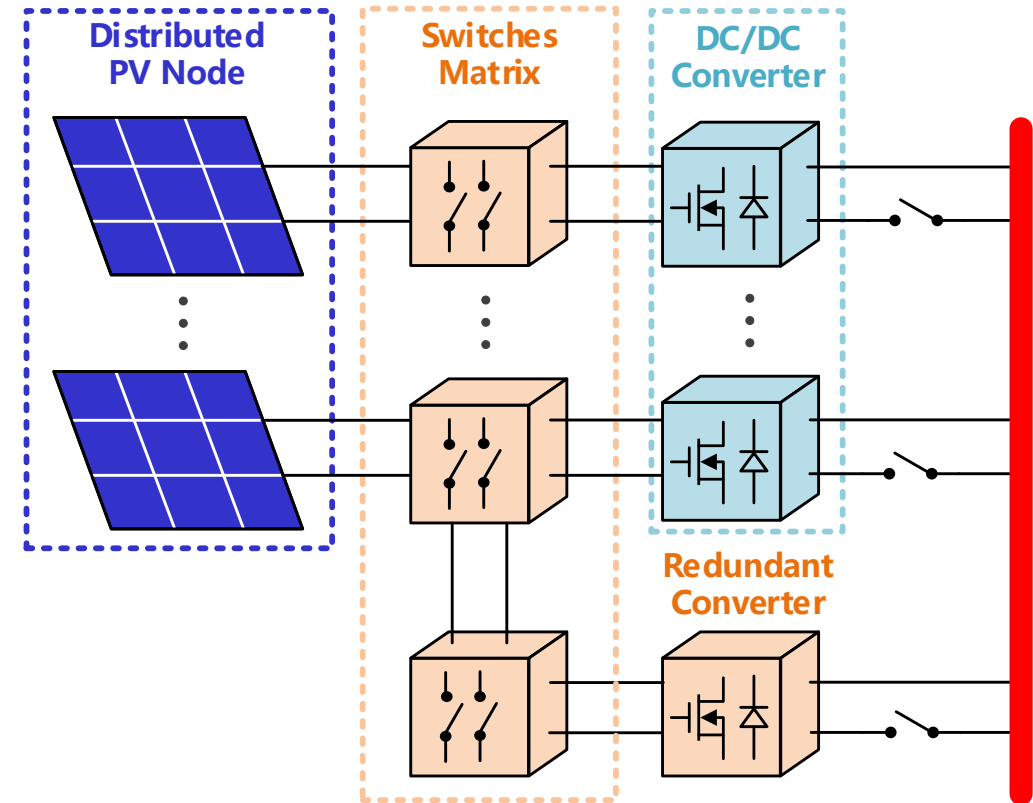 Distributed
PV Node
Switches
Matrix
DC/DC
Converter
Redundant
Converter